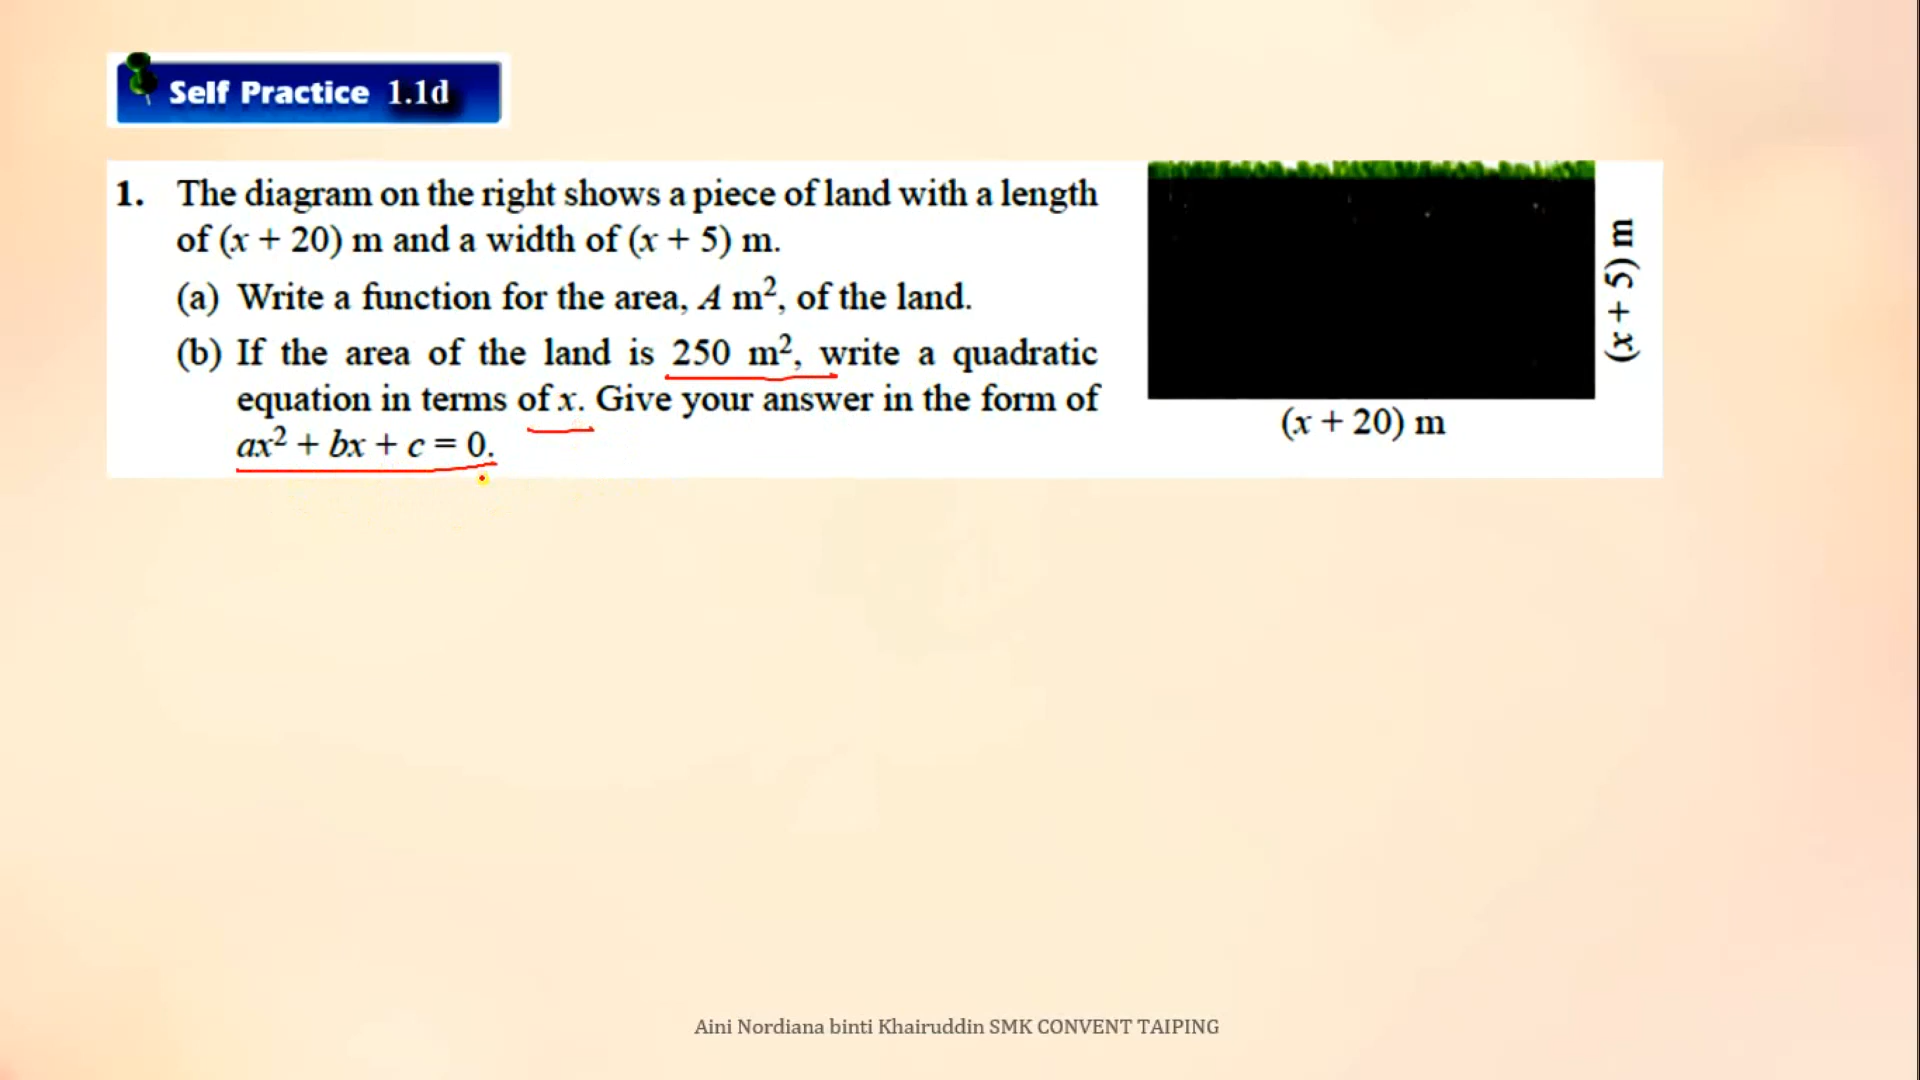 Self Practice 1.1d
1. The diagram on the right shows a piece of land with a length
of (x + 20) m and a width of (x + 5) m.
(a) Write a function for the area, A m², of the land.
(b) If the area of the land is 250 m², write a quadratic
equation in terms of x. Give your answer in the form of
ax² + bx + c = 0.
(x + 5) m
(x + 20) m
Aini Nordiana binti Khairuddin SMK CONVENT TAIPING